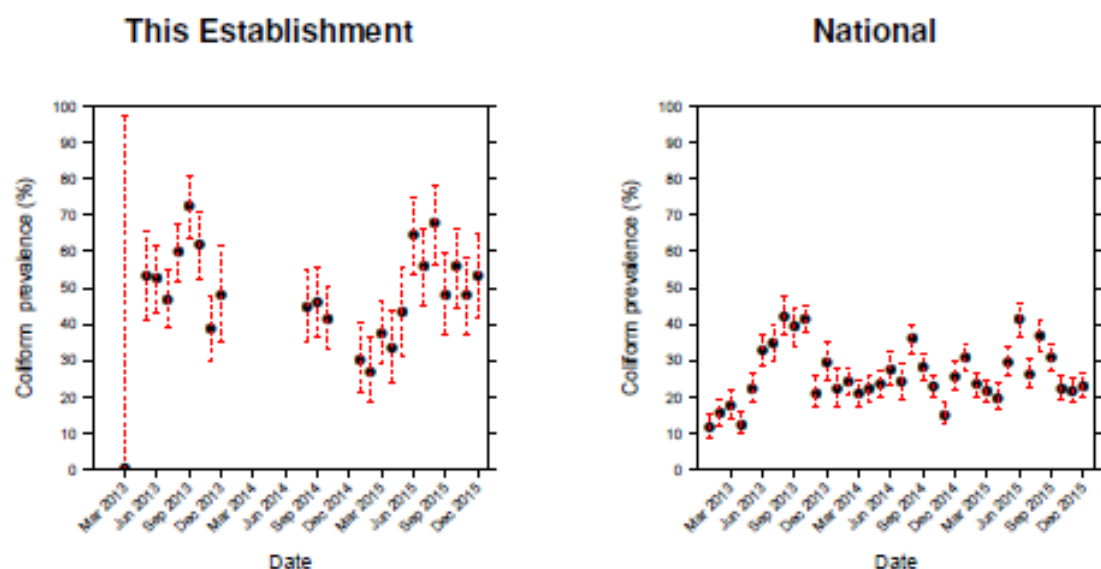 This Establishment
National
Coliform prevalence (%)
100
90
80
70
60
50
40
30
20
10
0
Mar 2013
Jun 2013
Sep 2013
Dec 2013
Mar 2014
Jun 2014
Sep 2014
Dec 2014
Mar 2015
Jun 2015
Sep 2015
Dec 2015
Date
Coliform prevalence (%)
100
90
80
70
60
50
40
30
20
10
0
Mar 2013
Jun 2013
Sep 2013
Dec 2013
Mar 2014
Jun 2014
Sep 2014
Dec 2014
Mar 2015
Jun 2015
Sep 2015
Dec 2015
Date